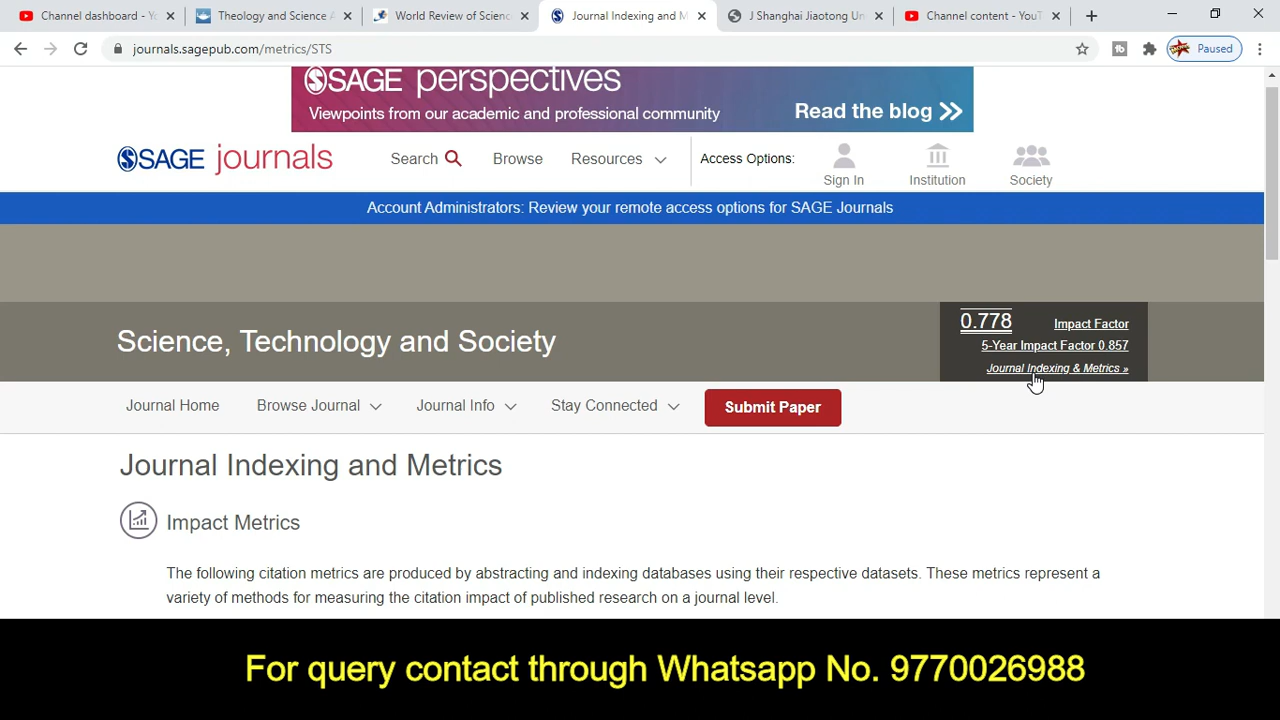 Channel dashboard - Yo
Theology and Science A
World Review of Scienc
Journal Indexing and M
J Shanghai Jiaotong Un
Channel content - YouT
journals.sagepub.com/metrics/STS
Paused
SAGE perspectives
Viewpoints from our academic and professional community
Read the blog >>
SAGE journals
Search
Browse
Resources
Access Options:
Sign In
Institution
Society
Account Administrators: Review your remote access options for SAGE Journals
Science, Technology and Society
0.778 Impact Factor
5-Year Impact Factor 0.857
Journal Indexing & Metrics »
Journal Home
Browse Journal
Journal Info
Stay Connected
Submit Paper
Journal Indexing and Metrics
Impact Metrics
The following citation metrics are produced by abstracting and indexing databases using their respective datasets. These metrics represent a
variety of methods for measuring the citation impact of published research on a journal level.
For query contact through Whatsapp No. 9770026988